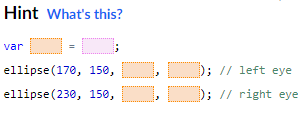 Hint What's this?
var = ;
ellipse(170, 150, , ); // left eye
ellipse(230, 150, , ); // right eye